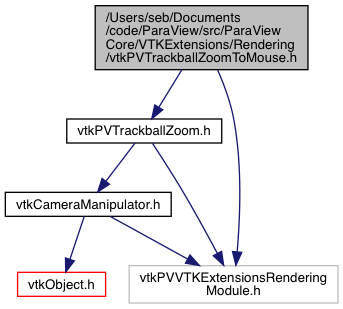 /Users/seb/Documents
/code/ParaView/src/ParaView
Core/VTKExtensions/Rendering
/vtkPVTrackballZoomToMouse.h
vtkPVTrackballZoom.h
vtkCameraManipulator.h
vtkObject.h
vtkPVVTKExtensionsRendering
Module.h